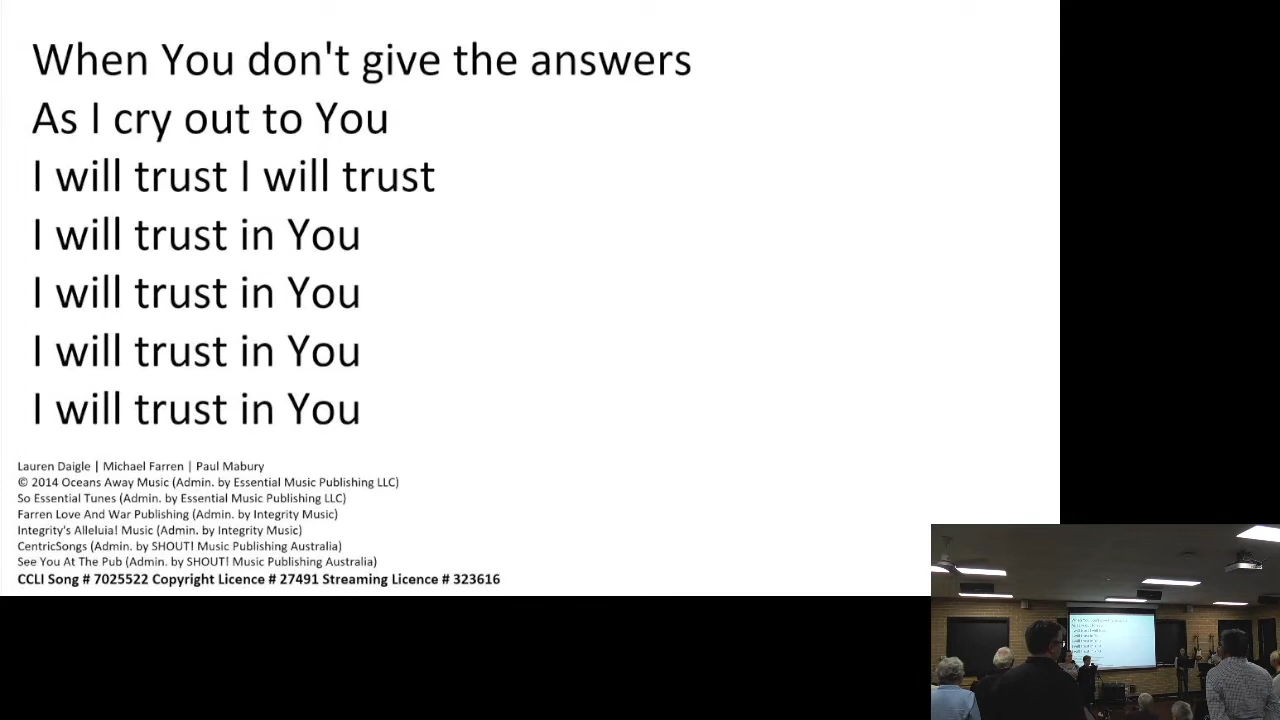 When You don't give the answers
As I cry out to You
I will trust I will trust
I will trust in You
I will trust in You
I will trust in You
I will trust in You
Lauren Daigle | Michael Farren | Paul Mabury
© 2014 Oceans Away Music (Admin. by Essential Music Publishing LLC)
So Essential Tunes (Admin. by Essential Music Publishing LLC)
Farren Love And War Publishing (Admin. by Integrity Music)
Integrity's Alleluia! Music (Admin. by Integrity Music)
CentricSongs (Admin. by SHOUT! Music Publishing Australia)
See You At The Pub (Admin. by SHOUT! Music Publishing Australia)
CCLI Song # 7025522 Copyright Licence # 27491 Streaming Licence # 323616